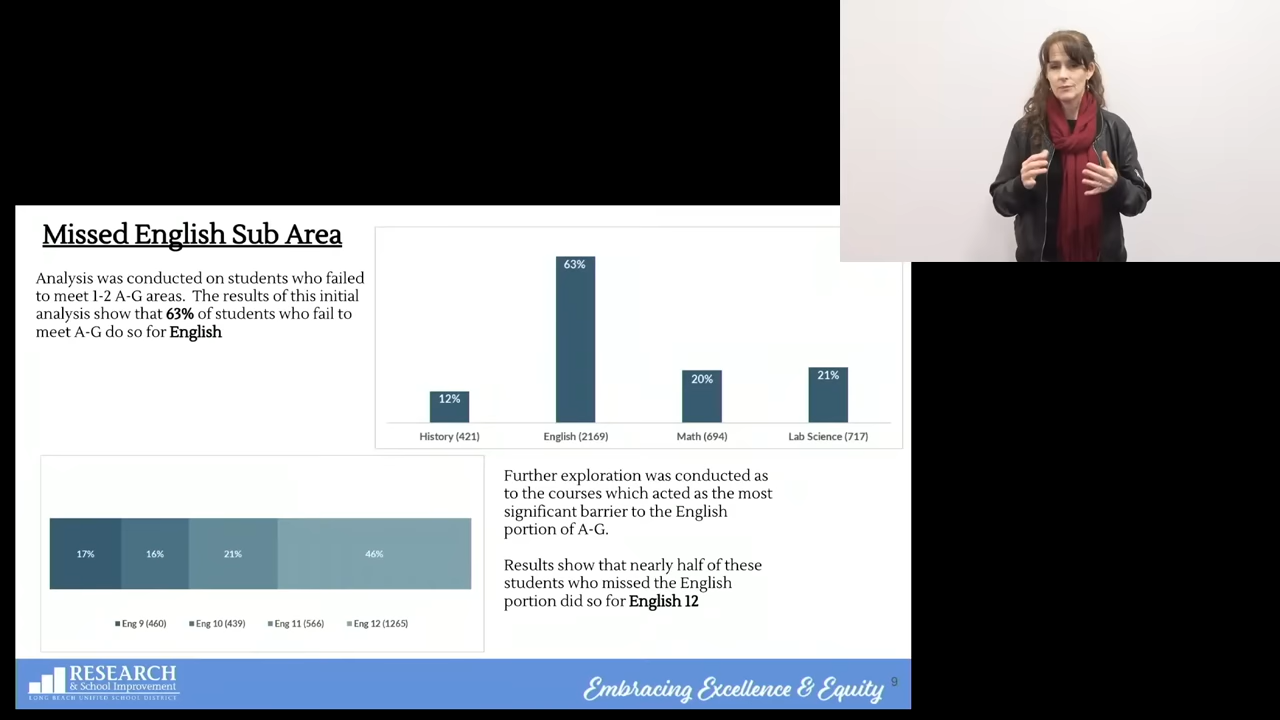 Missed English Sub Area
Analysis was conducted on students who failed
to meet 1-2 A-G areas. The results of this initial
analysis show that 63% of students who fail to
meet A-G do so for English
63%
12%
20%
21%
History (421)
English (2169)
Math (694)
Lab Science (717)
17%
16%
21%
46%
Eng 9 (460)
Eng 10 (439)
Eng 11 (566)
Eng 12 (1265)
Further exploration was conducted as
to the courses which acted as the most
significant barrier to the English
portion of A-G.
Results show that nearly half of these
students who missed the English
portion did so for English 12
RESEARCH
& School Improvement
LONG BEACH UNIFIED SCHOOL DISTRICT
Embracing Excellence & Equity
9